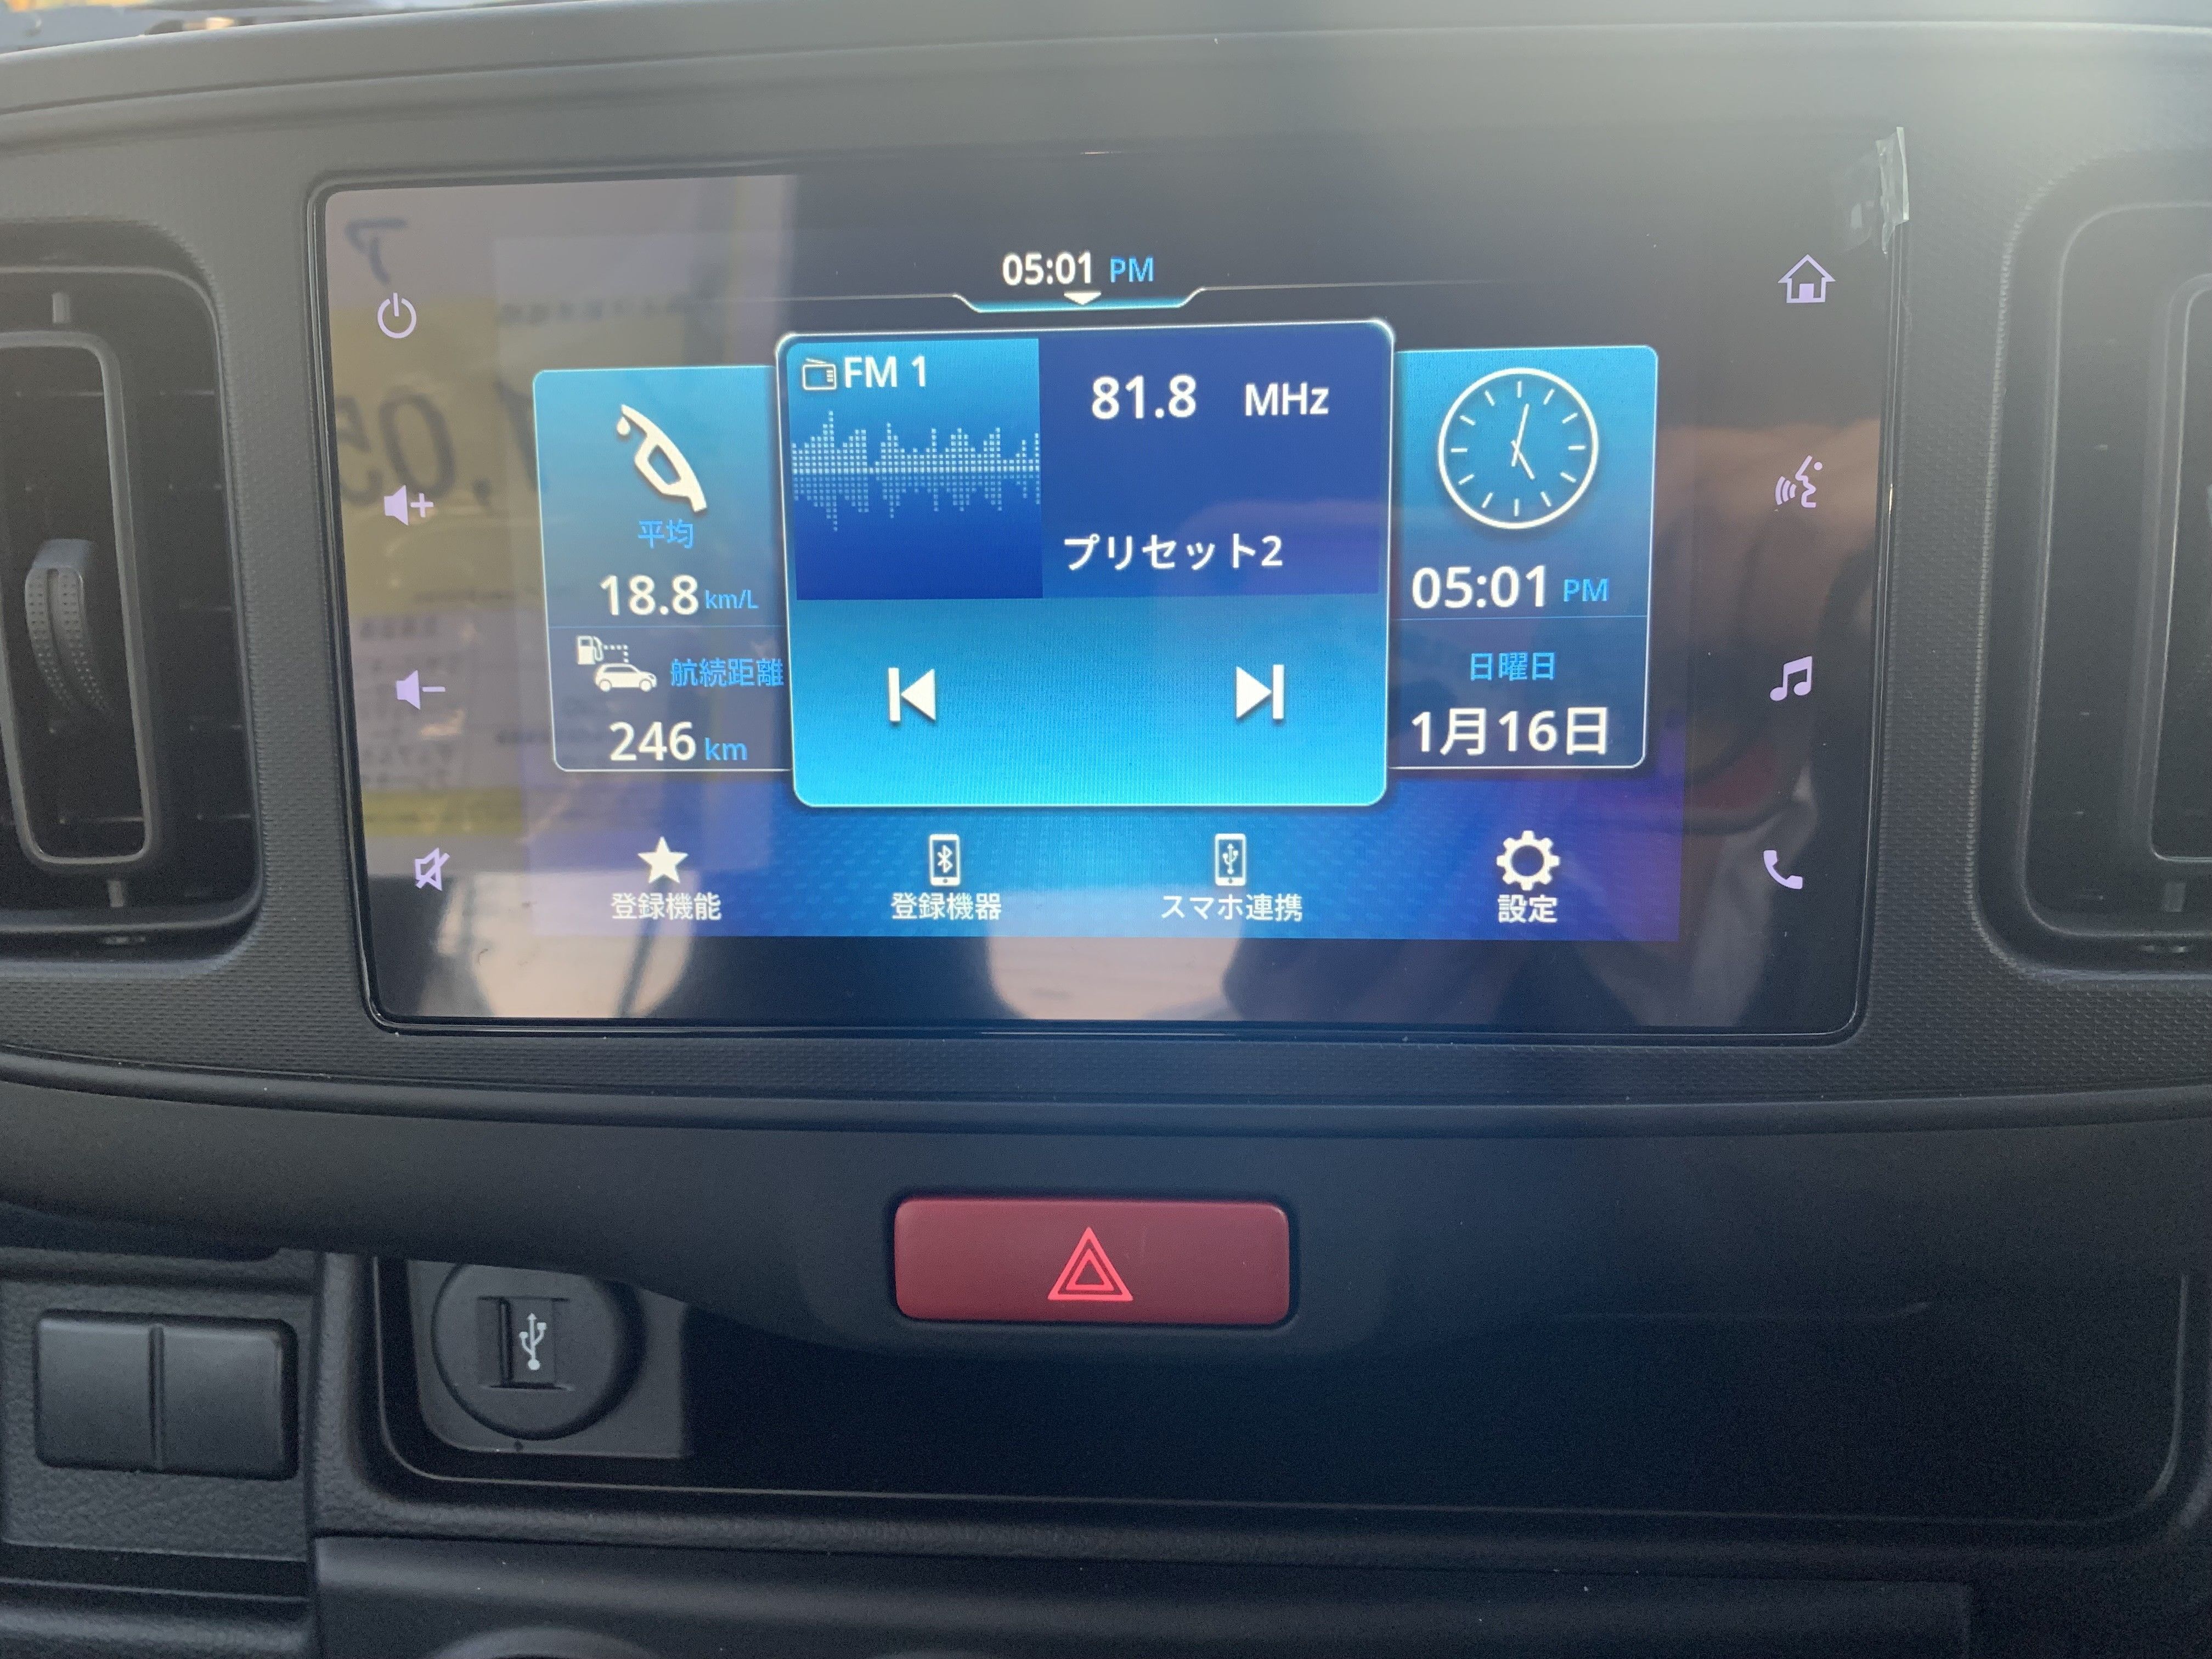 05:01 PM
FM 1
81.8 MHz
プリセット2
平均
18.8 km/L
航続距離
246 km
05:01 PM
日曜日
1月16日
登録機能
登録機器
スマホ連携
設定